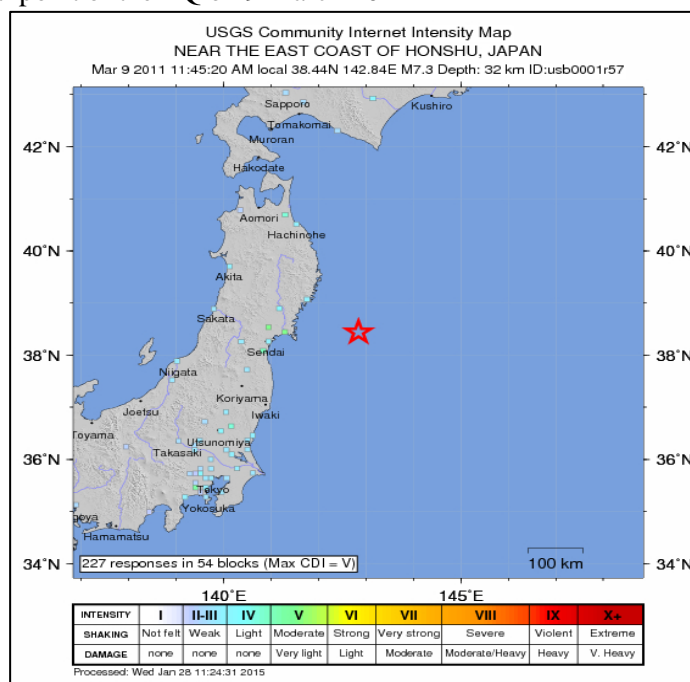 USGS Community Internet Intensity Map
NEAR THE EAST COAST OF HONSHU, JAPAN
Mar 9 2011 11:45:20 AM local 38.44N 142.84E M7.3 Depth: 32 km ID:usb0001r57
Sapporo
Kushiro
Tomakomai
Muroran
42°N 42°N
Hakodate
Aomori
Hachinohe
40°N 40°N
Akita
Sakata
38°N 38°N
Sendai
Niigata
Koriyama
Joetsu
Iwaki
Toyama
Utsunomiya
Takasaki
36°N 36°N
Tokyo
Yokosuka
goya
Hamamatsu
34°N 34°N
227 responses in 54 blocks (Max CDI = V)
100 km
140°E 145°E
INTENSITY I II-III IV V VI VII VIII IX X+
SHAKING Not felt Weak Light Moderate Strong Very strong Severe Violent Extreme
DAMAGE none none none Very light Light Moderate Moderate/Heavy Heavy V. Heavy
Processed: Wed Jan 28 11:24:31 2015